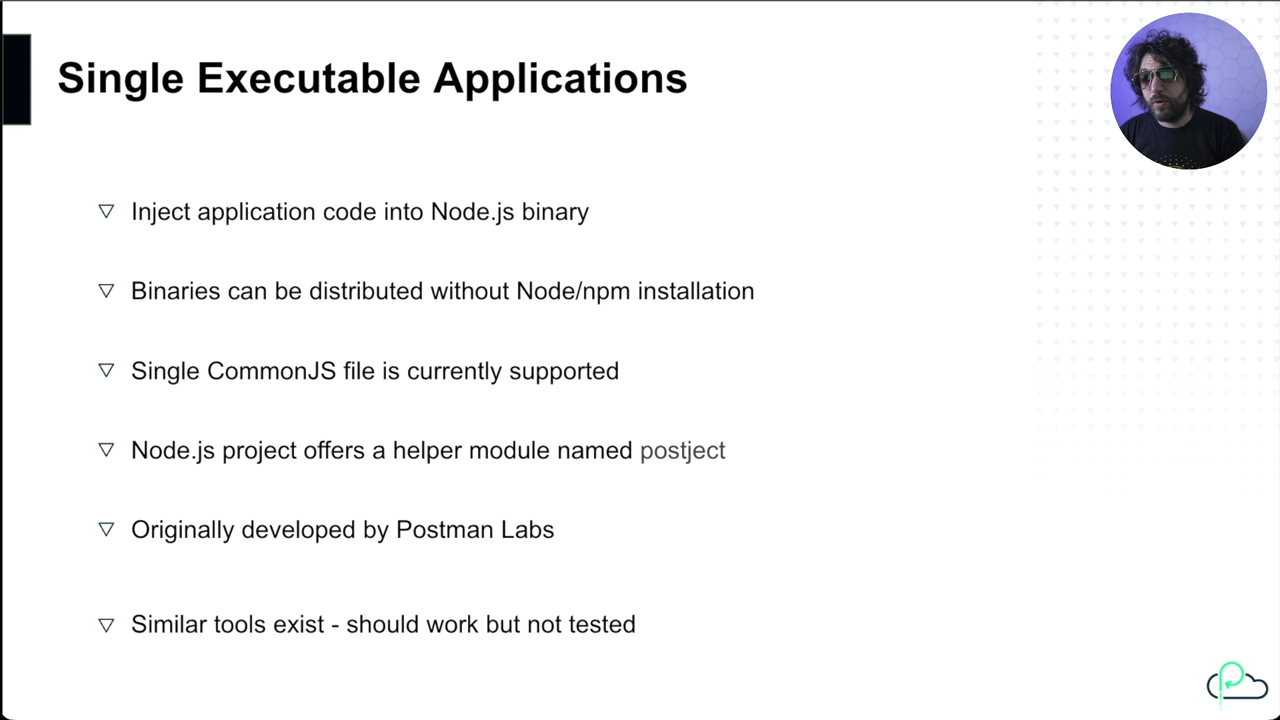 Single Executable Applications
Inject application code into Node.js binary
Binaries can be distributed without Node/npm installation
Single CommonJS file is currently supported
Node.js project offers a helper module named postject
Originally developed by Postman Labs
Similar tools exist - should work but not tested